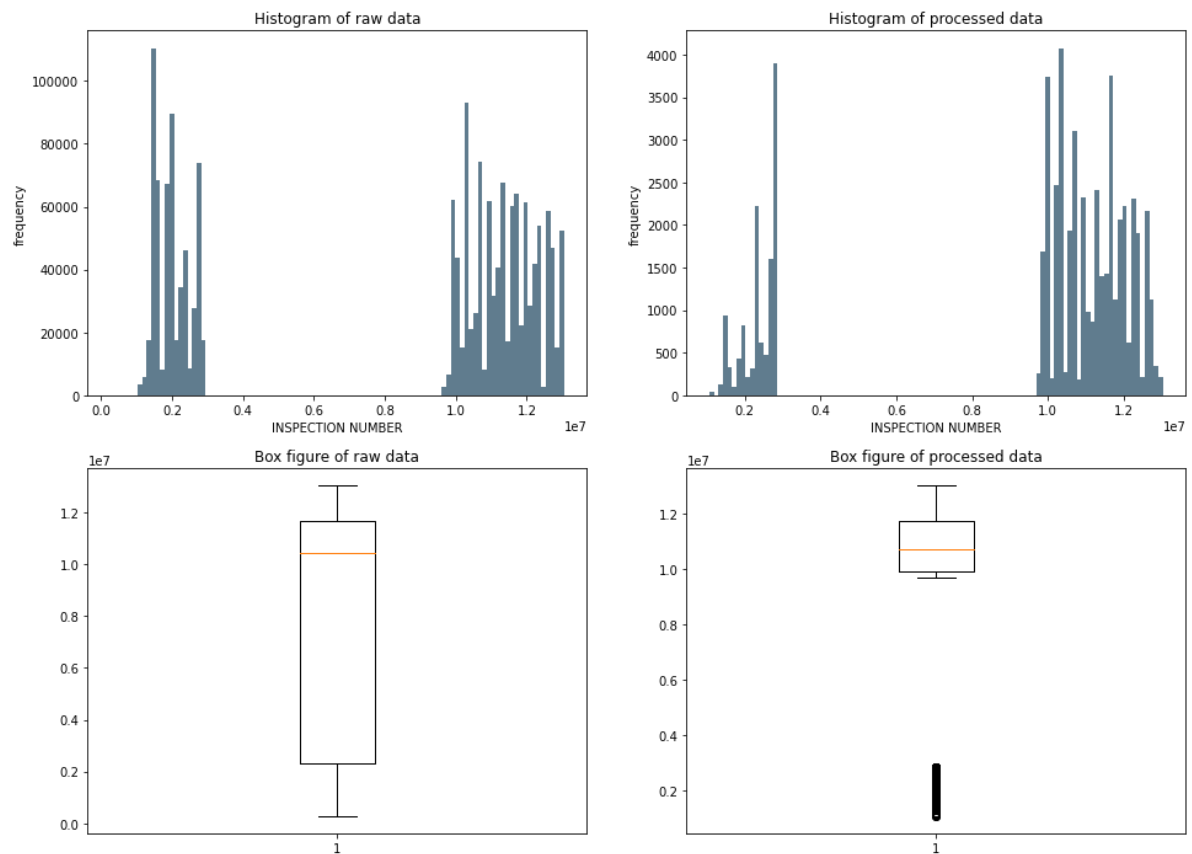 Histogram of raw data
frequency
100000
80000
60000
40000
20000
0
0.0 0.2 0.4 0.6 0.8 1.0 1.2
1e7
INSPECTION NUMBER
Histogram of processed data
frequency
4000
3500
3000
2500
2000
1500
1000
500
0
0.2 0.4 0.6 0.8 1.0 1.2
1e7
INSPECTION NUMBER
Box figure of raw data
1e7
1.2
1.0
0.8
0.6
0.4
0.2
0.0
1
Box figure of processed data
1e7
1.2
1.0
0.8
0.6
0.4
0.2
1